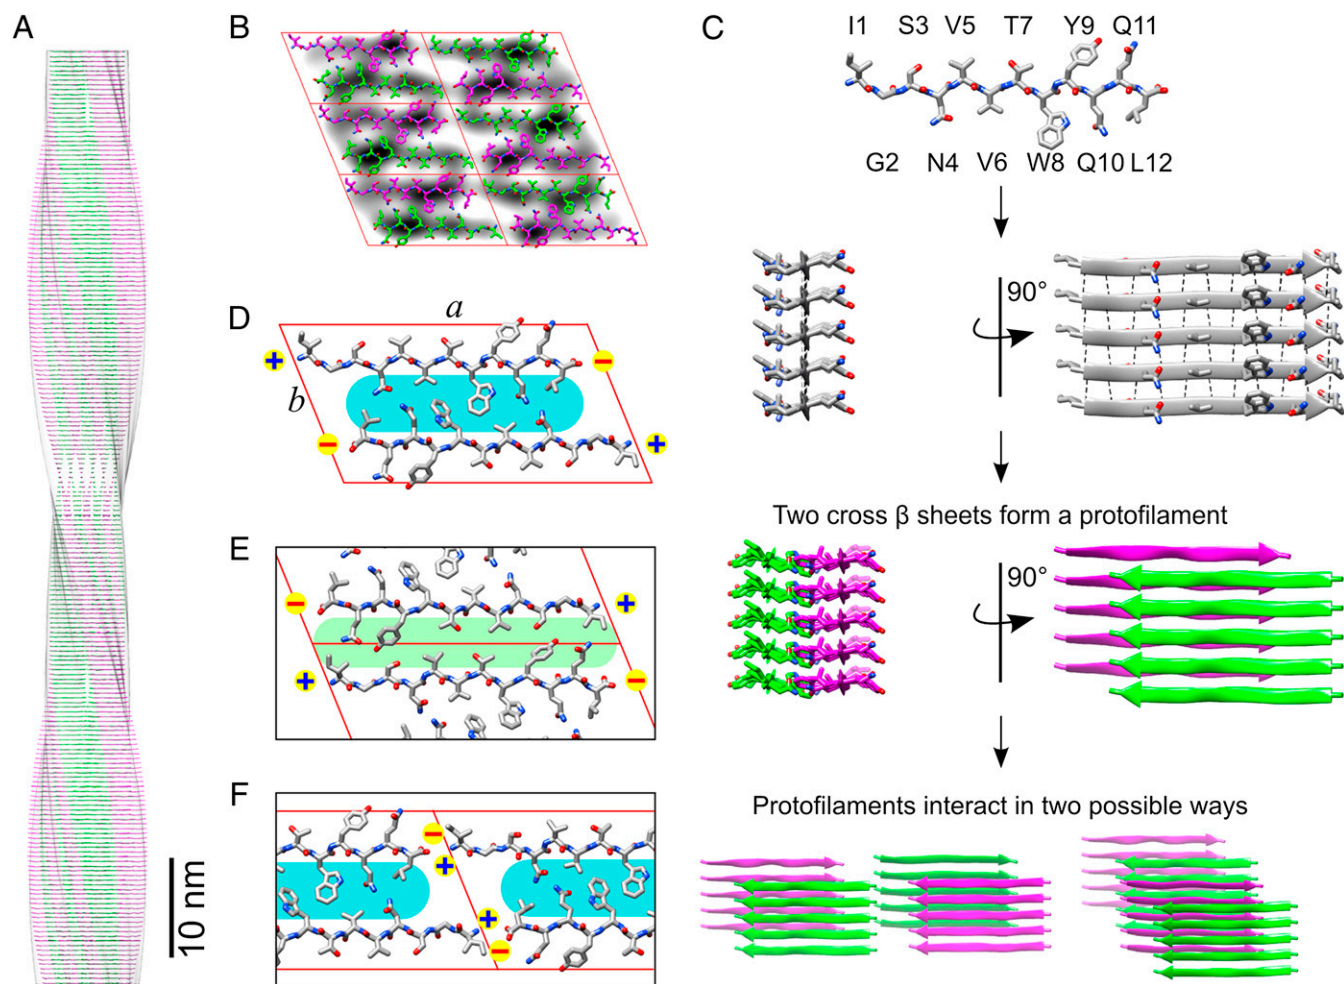 A
B
C
I1 S3 V5 T7 Y9 Q11
G2 N4 V6 W8 Q10 L12
90°
D
a
b
+
−
−
+
Two cross β sheets form a protofilament
E
−
+
+
−
90°
F
−
+
+
−
Protofilaments interact in two possible ways
10 nm